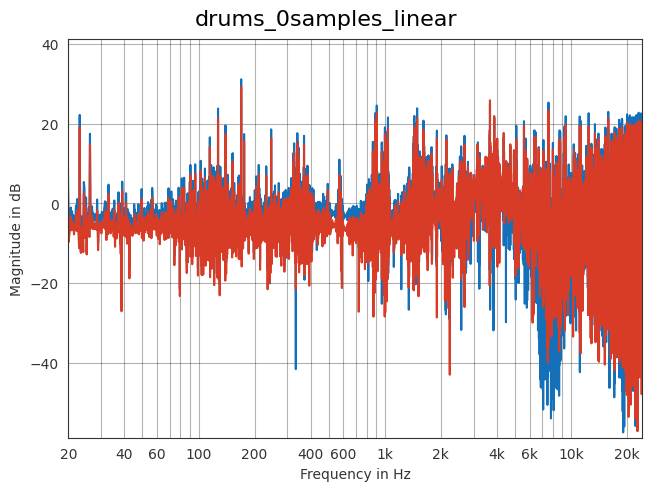 drums_0samples_linear
40
20
0
−20
−40
Magnitude in dB
20 40 60 100 200 400 600 1k 2k 4k 6k 10k 20k
Frequency in Hz